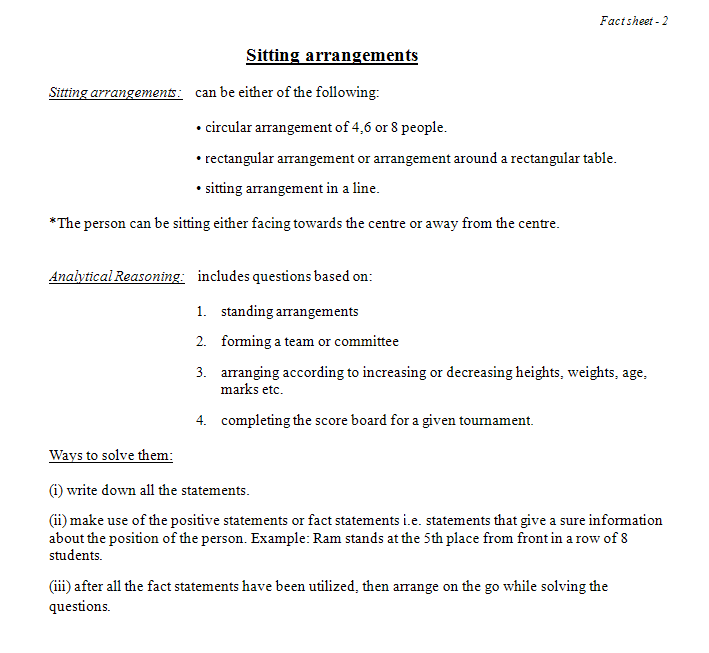 Fact sheet - 2
Sitting arrangements
Sitting arrangements: can be either of the following:
• circular arrangement of 4,6 or 8 people.
• rectangular arrangement or arrangement around a rectangular table.
• sitting arrangement in a line.
*The person can be sitting either facing towards the centre or away from the centre.
Analytical Reasoning: includes questions based on:
1. standing arrangements
2. forming a team or committee
3. arranging according to increasing or decreasing heights, weights, age,
marks etc.
4. completing the score board for a given tournament.
Ways to solve them:
(i) write down all the statements.
(ii) make use of the positive statements or fact statements i.e. statements that give a sure information
about the position of the person. Example: Ram stands at the 5th place from front in a row of 8
students.
(iii) after all the fact statements have been utilized, then arrange on the go while solving the
questions.